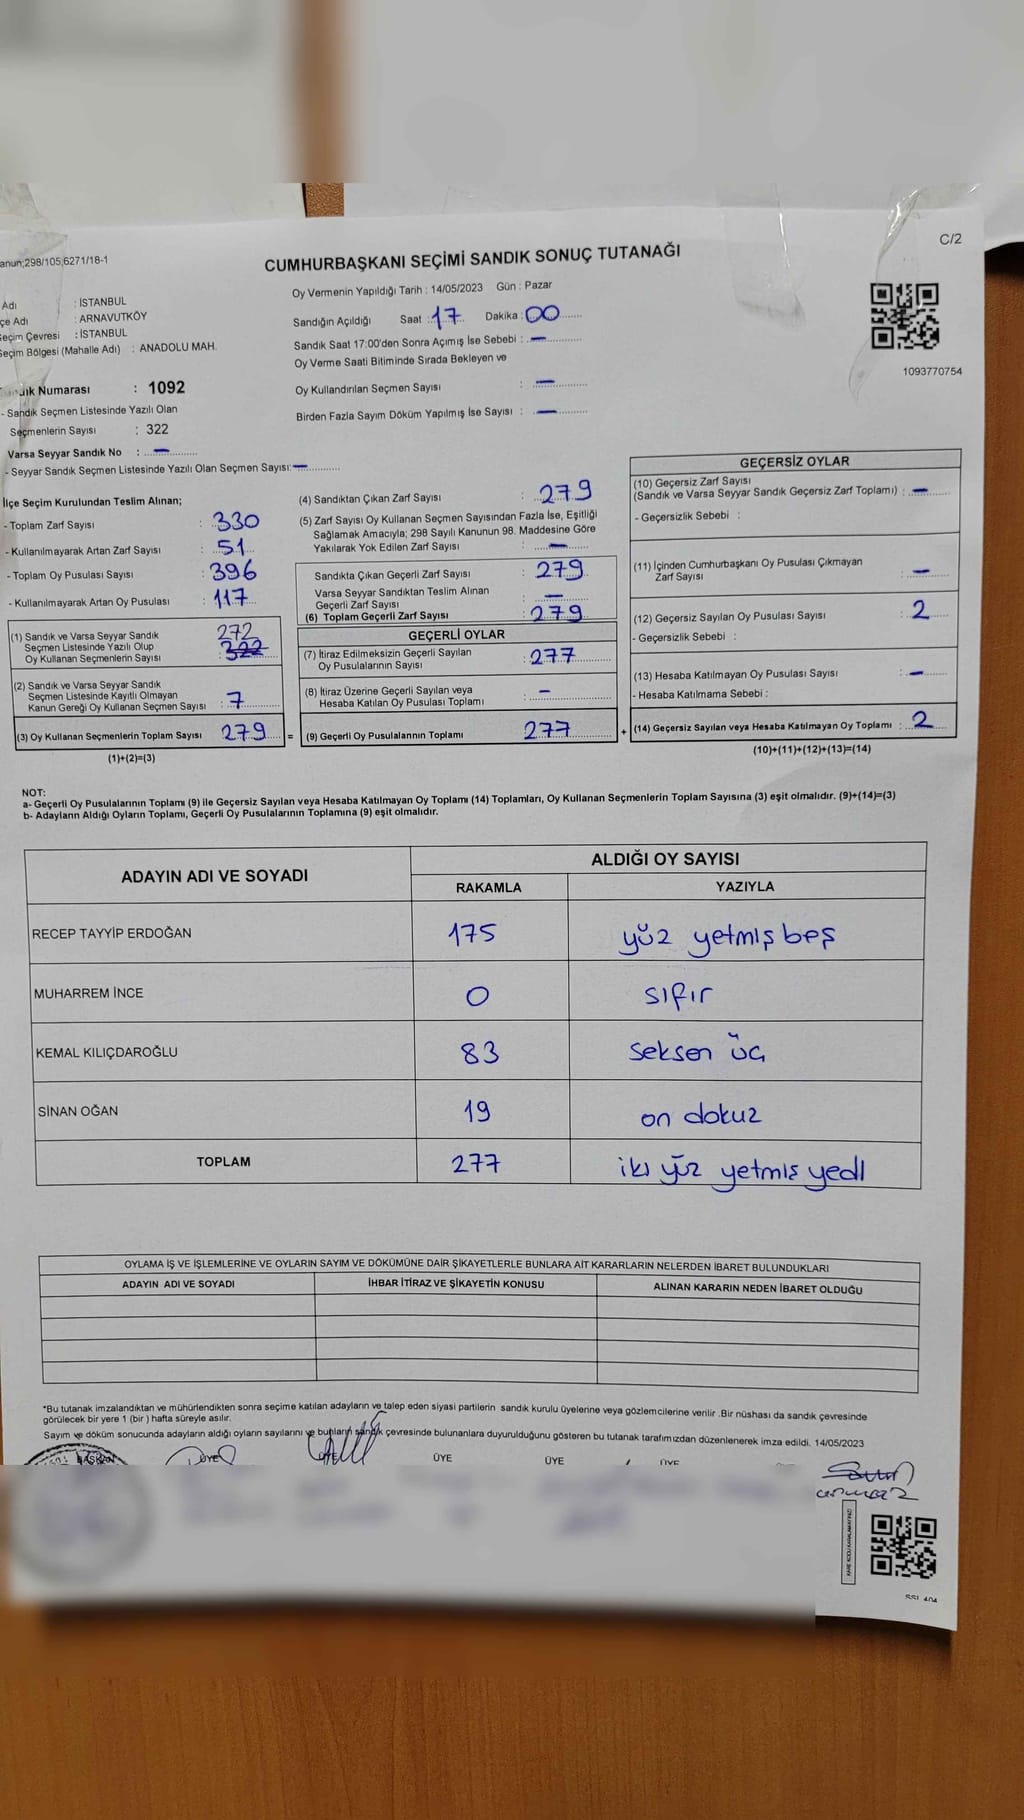 C/2
anun;298/105,6271/18-1
CUMHURBAŞKANI SEÇİMİ SANDIK SONUÇ TUTANAĞI
Adı : İSTANBUL
çe Adı : ARNAVUTKÖY
Seçim Çevresi : İSTANBUL
Seçim Bölgesi (Mahalle Adı) : ANADOLU MAH.
Numarası : 1092
- Sandık Seçmen Listesinde Yazılı Olan
Seçmenlerin Sayısı : 322
Varsa Seyyar Sandık No : —
- Seyyar Sandık Seçmen Listesinde Yazılı Olan Seçmen Sayısı: —
Oy Vermenin Yapıldığı Tarih : 14/05/2023 Gün : Pazar
Sandığın Açıldığı Saat : 17 Dakika : 00
Sandık Saat 17:00'den Sonra Açımış İse Sebebi : —
Oy Verme Saati Bitiminde Sırada Bekleyen ve
Oy Kullandırılan Seçmen Sayısı : —
Birden Fazla Sayım Döküm Yapılmış İse Sayısı : —
1093770754
İlçe Seçim Kurulundan Teslim Alınan;
- Toplam Zarf Sayısı : 330
- Kullanılmayarak Artan Zarf Sayısı : 51
- Toplam Oy Pusulası Sayısı : 396
- Kullanılmayarak Artan Oy Pusulası : 117
(1) Sandık ve Varsa Seyyar Sandık 272
Seçmen Listesinde Yazılı Olup
Oy Kullanan Seçmenlerin Sayısı : 322
(2) Sandık ve Varsa Seyyar Sandık
Seçmen Listesinde Kayıtlı Olmayan
Kanun Gereği Oy Kullanan Seçmen Sayısı : 7
(3) Oy Kullanan Seçmenlerin Toplam Sayısı : 279
(1)+(2)=(3)
(4) Sandıktan Çıkan Zarf Sayısı : 279
(5) Zarf Sayısı Oy Kullanan Seçmen Sayısından Fazla İse, Eşitliği
Sağlamak Amacıyla; 298 Sayılı Kanunun 98. Maddesine Göre
Yakılarak Yok Edilen Zarf Sayısı : —
Sandıkta Çıkan Geçerli Zarf Sayısı : 279
Varsa Seyyar Sandıktan Teslim Alınan
Geçerli Zarf Sayısı : —
(6) Toplam Geçerli Zarf Sayısı : 279
GEÇERLİ OYLAR
(7) İtiraz Edilmeksizin Geçerli Sayılan
Oy Pusulalarının Sayısı : 277
(8) İtiraz Üzerine Geçerli Sayılan veya
Hesaba Katılan Oy Pusulası Toplamı : —
= (9) Geçerli Oy Pusulalarının Toplamı 277
GEÇERSİZ OYLAR
(10) Geçersiz Zarf Sayısı
(Sandık ve Varsa Seyyar Sandık Geçersiz Zarf Toplamı) : —
- Geçersizlik Sebebi :
(11) İçinden Cumhurbaşkanı Oy Pusulası Çıkmayan
Zarf Sayısı : —
(12) Geçersiz Sayılan Oy Pusulası Sayısı : 2
- Geçersizlik Sebebi :
(13) Hesaba Katılmayan Oy Pusulası Sayısı : —
- Hesaba Katılmama Sebebi :
+ (14) Geçersiz Sayılan veya Hesaba Katılmayan Oy Toplamı : 2
(10)+(11)+(12)+(13)=(14)
NOT:
a- Geçerli Oy Pusulalarının Toplamı (9) ile Geçersiz Sayılan veya Hesaba Katılmayan Oy Toplamı (14) Toplamları, Oy Kullanan Seçmenlerin Toplam Sayısına (3) eşit olmalıdır. (9)+(14)=(3)
b- Adayların Aldığı Oyların Toplamı, Geçerli Oy Pusulalarının Toplamına (9) eşit olmalıdır.
ADAYIN ADI VE SOYADI ALDIĞI OY SAYISI
RAKAMLA YAZIYLA
RECEP TAYYİP ERDOĞAN 175 yüz yetmiş beş
MUHARREM İNCE 0 sıfır
KEMAL KILIÇDAROĞLU 83 Seksen üç
SİNAN OĞAN 19 on dokuz
TOPLAM 277 iki yüz yetmiş yedi
OYLAMA İŞ VE İŞLEMLERİNE VE OYLARIN SAYIM VE DÖKÜMÜNE DAİR ŞİKAYETLERLE BUNLARA AİT KARARLARIN NELERDEN İBARET BULUNDUKLARI
ADAYIN ADI VE SOYADI İHBAR İTİRAZ VE ŞİKAYETİN KONUSU ALINAN KARARIN NEDEN İBARET OLDUĞU
*Bu tutanak imzalandıktan ve mühürlendikten sonra seçime katılan adayların ve talep eden siyasi partilerin sandık kurulu üyelerine veya gözlemcilerine verilir .Bir nüshası da sandık çevresinde
görülecek bir yere 1 (bir ) hafta süreyle asılır.
Sayım ve döküm sonucunda adayların aldığı oyların sayılarını ve bunların sandık çevresinde bulunanlara duyurulduğunu gösteren bu tutanak tarafımızdan düzenlenerek imza edildi. 14/05/2023
BAŞKAN ÜYE ÜYE ÜYE ÜYE ÜYE